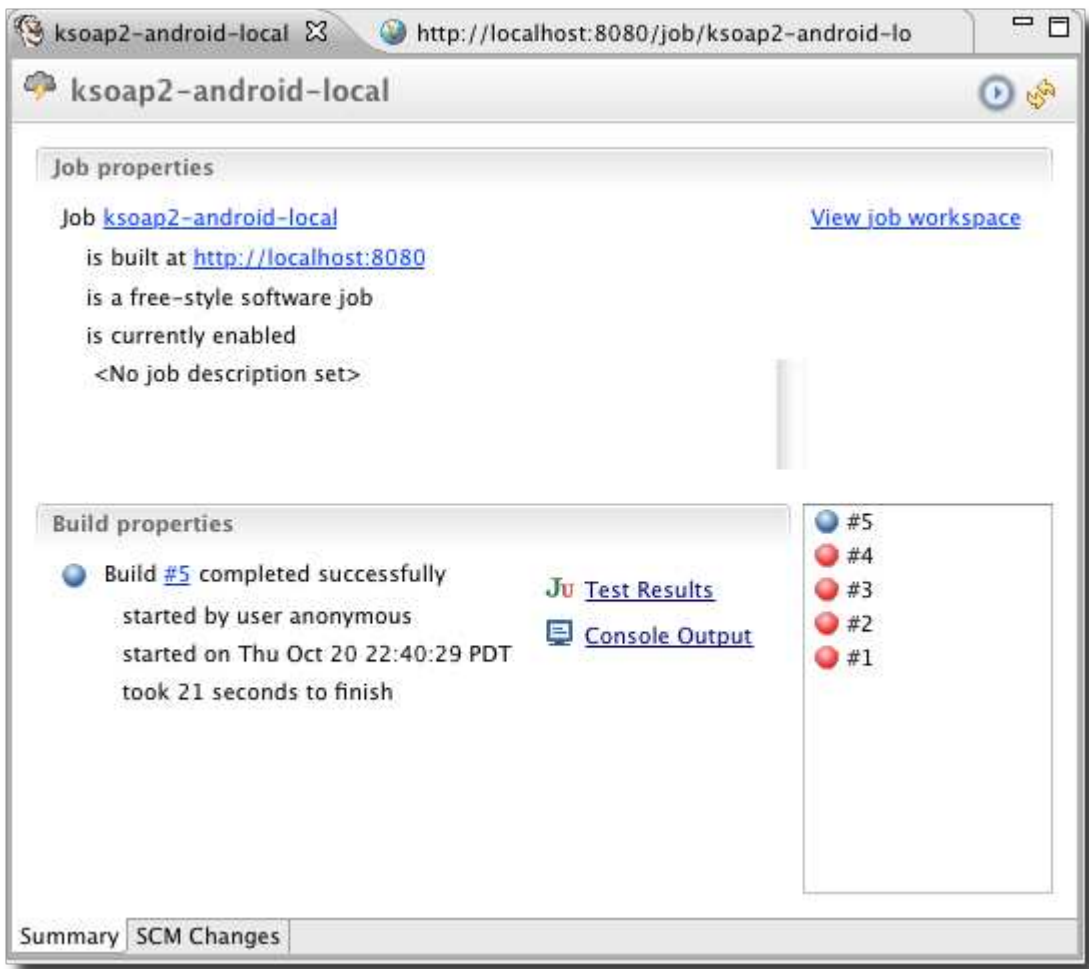 ksoap2-android-local http://localhost:8080/job/ksoap2-android-lo
ksoap2-android-local
Job properties
Job ksoap2-android-local View job workspace
is built at http://localhost:8080
is a free-style software job
is currently enabled
<No job description set>
Build properties
Build #5 completed successfully
started by user anonymous
started on Thu Oct 20 22:40:29 PDT
took 21 seconds to finish
Ju Test Results
Console Output
#5
#4
#3
#2
#1
Summary SCM Changes